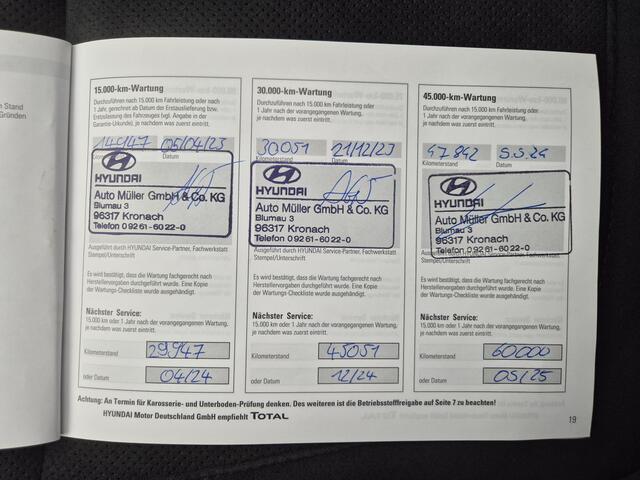 n Stand
Gründen
15.000-km-Wartung
Durchzuführen nach 15.000 km Fahrleistung oder nach
1 Jahr, gerechnet ab Datum der Erstauslieferung bzw.
Erstzulassung des Fahrzeuges (vgl. Angabe in der
Garantie-Urkunde), je nachdem was zuerst eintritt.
14947 05/04/23
Datum
HYUNDAI
Auto Müller GmbH & Co. KG
Blumau 3
96317 Kronach
Telefon 0 92 61 - 60 22-0
Ausgeführt durch HYUNDAI Service-Partner, Fachwerkstatt
Stempel/Unterschrift
Es wird bestätigt, dass die Wartung fachgerecht nach
Herstellervorgaben durchgeführt wurde. Eine Kopie
der Wartungs-Checkliste wurde ausgehändigt.
Nächster Service:
15.000 km oder 1 Jahr nach der vorangegangenen Wartung,
je nachdem was zuerst eintritt.
Kilometerstand 29947
oder Datum 04/24
30.000-km-Wartung
Durchzuführen nach 15.000 km Fahrleistung oder
1 Jahr nach der vorangegangenen Wartung,
je nachdem was zuerst eintritt.
30051 21/12/23
Kilometerstand Datum
HYUNDAI
Auto Müller GmbH & Co. KG
Blumau 3
96317 Kronach
Telefon 0 92 61 - 60 22-0
Ausgeführt durch HYUNDAI Service-Partner, Fachwerkstatt
Stempel/Unterschrift
Es wird bestätigt, dass die Wartung fachgerecht nach
Herstellervorgaben durchgeführt wurde. Eine Kopie
der Wartungs-Checkliste wurde ausgehändigt.
Nächster Service:
15.000 km oder 1 Jahr nach der vorangegangenen Wartung,
je nachdem was zuerst eintritt.
Kilometerstand 45051
oder Datum 12/24
45.000-km-Wartung
Durchzuführen nach 15.000 km Fahrleistung oder
1 Jahr nach der vorangegangenen Wartung,
je nachdem was zuerst eintritt.
47842 5.5.24
Kilometerstand Datum
HYUNDAI
Auto Müller GmbH & Co. KG
Blumau 3
96317 Kronach
Telefon 0 92 61 - 60 22-0
Ausgeführt durch HYUNDAI Service-Partner, Fachwerkstatt
Stempel/Unterschrift
Es wird bestätigt, dass die Wartung fachgerecht nach
Herstellervorgaben durchgeführt wurde. Eine Kopie
der Wartungs-Checkliste wurde ausgehändigt.
Nächster Service:
15.000 km oder 1 Jahr nach der vorangegangenen Wartung,
je nachdem was zuerst eintritt.
Kilometerstand 60000
oder Datum 05/25
Achtung: An Termin für Karosserie- und Unterboden-Prüfung denken. Des weiteren ist die Betriebsstofffreigabe auf Seite 7 zu beachten!
HYUNDAI Motor Deutschland GmbH empfiehlt TOTAL
19